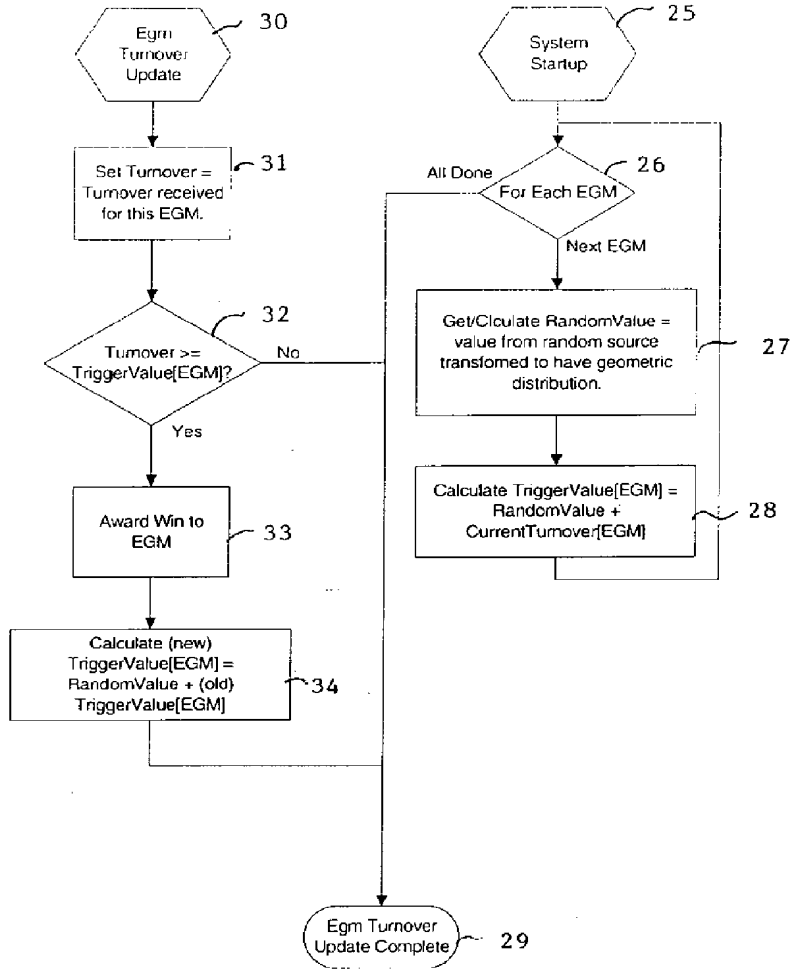 Egm
Turnover
Update
30
Set Turnover =
Turnover received
for this EGM.
31
Turnover >=
TriggerValue[EGM]?
32
No
Yes
Award Win to
EGM
33
Calculate (new)
TriggerValue[EGM] =
RandomValue + (old)
TriggerValue[EGM]
34
System
Startup
25
All Done
For Each EGM
26
Next EGM
Get/Clculate RandomValue =
value from random source
transfomed to have geometric
distribution.
27
Calculate TriggerValue[EGM] =
RandomValue +
CurrentTurnover[EGM]
28
Egm Turnover
Update Complete
29